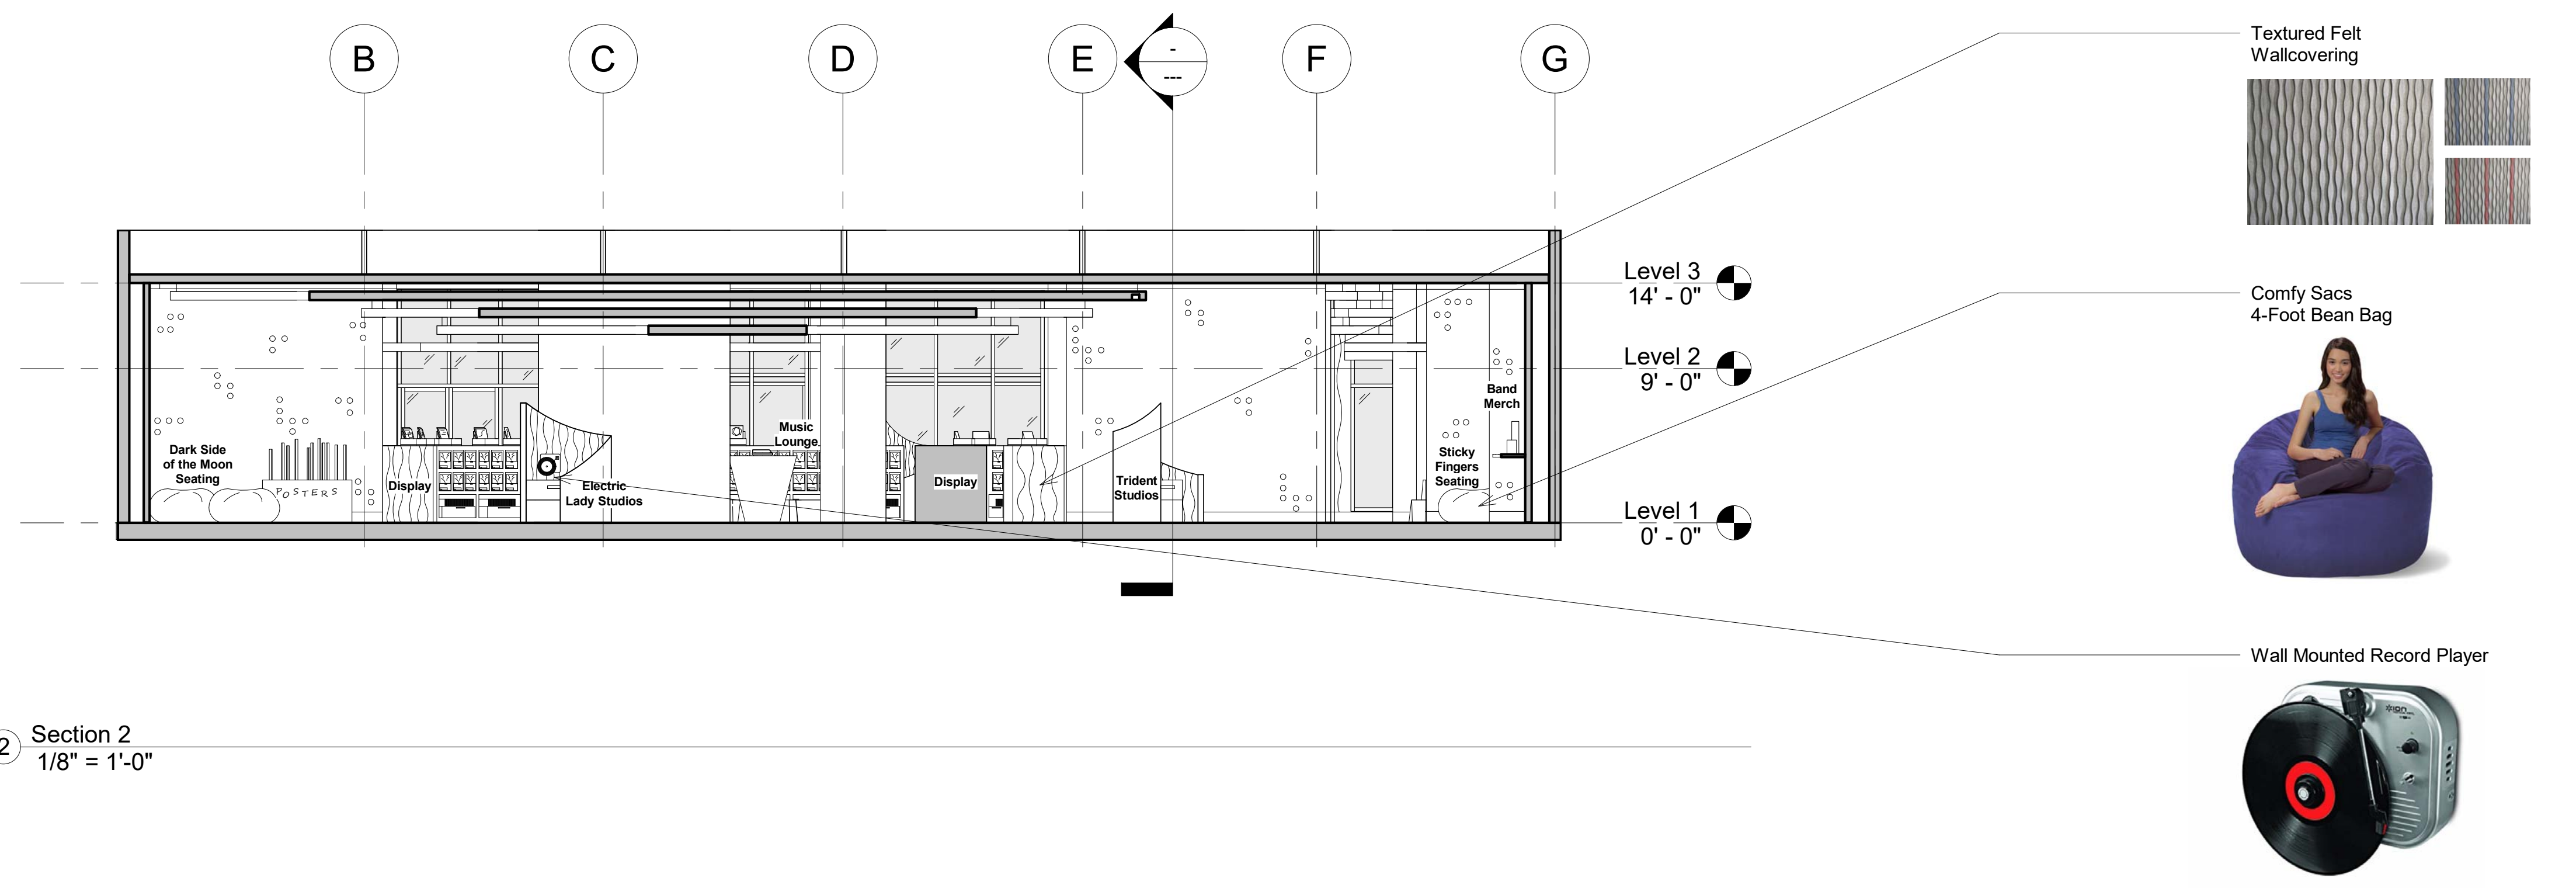 B
C
D
E
-
---
F
G
Textured Felt
Wallcovering
Level 3
14' - 0"
Level 2
9' - 0"
Level 1
0' - 0"
Comfy Sacs
4-Foot Bean Bag
Dark Side
of the Moon
Seating
POSTERS
Display
Electric
Lady Studios
Music
Lounge
Display
Trident
Studios
Sticky
Fingers
Seating
Band
Merch
Wall Mounted Record Player
ION
2
Section 2
1/8" = 1'-0"